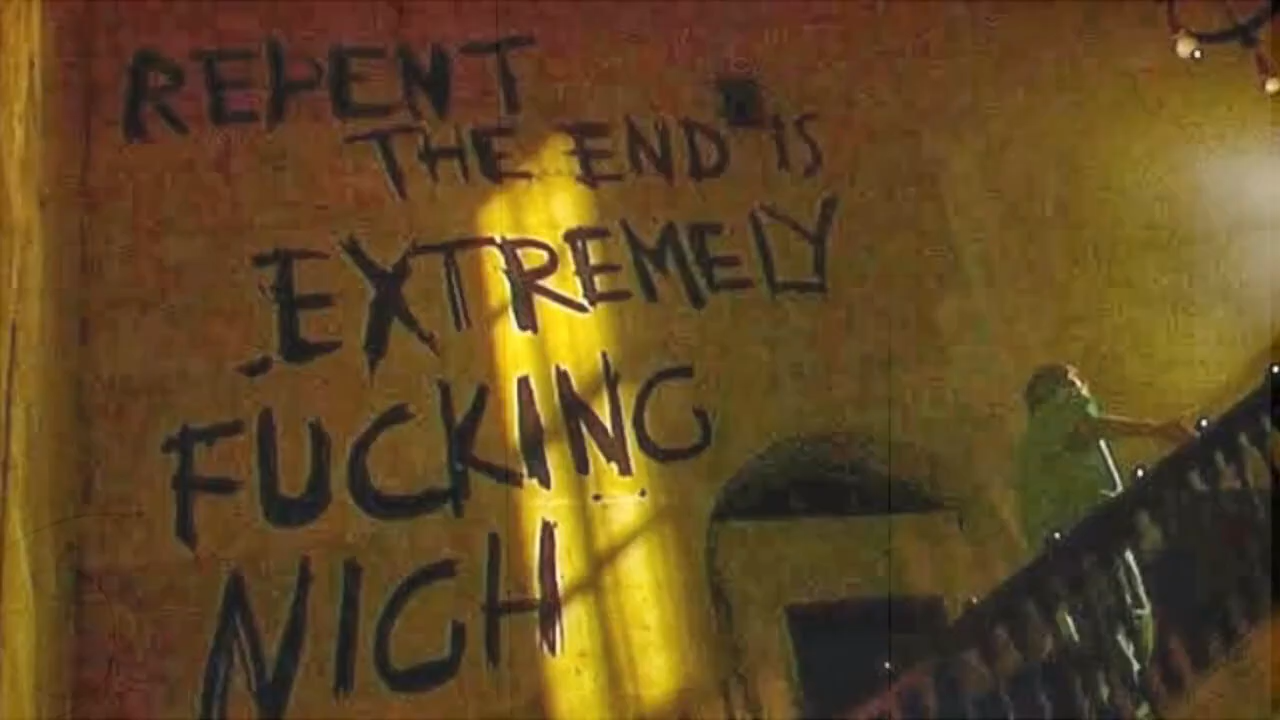 REPENT
THE END IS
EXTREMELY
FUCKING
NIGH